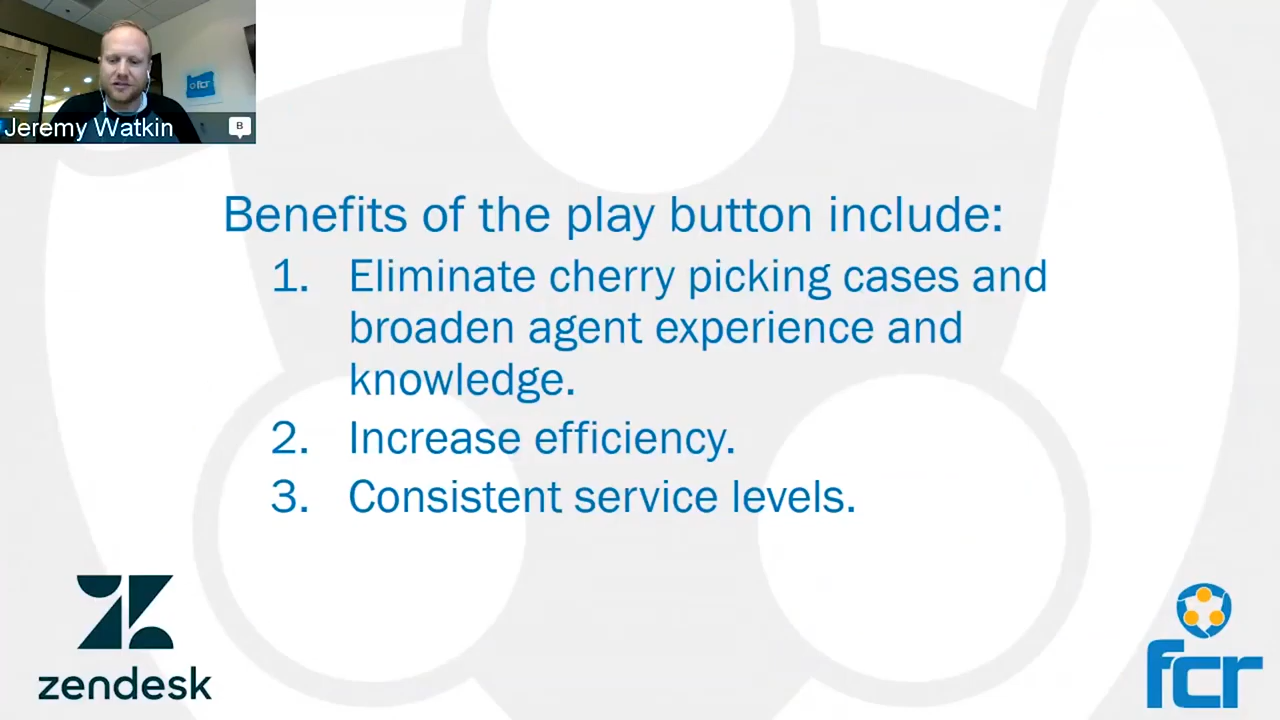 fcr
Jeremy Watkin
B
Benefits of the play button include:
1. Eliminate cherry picking cases and
broaden agent experience and
knowledge.
2. Increase efficiency.
3. Consistent service levels.
zendesk
fcr